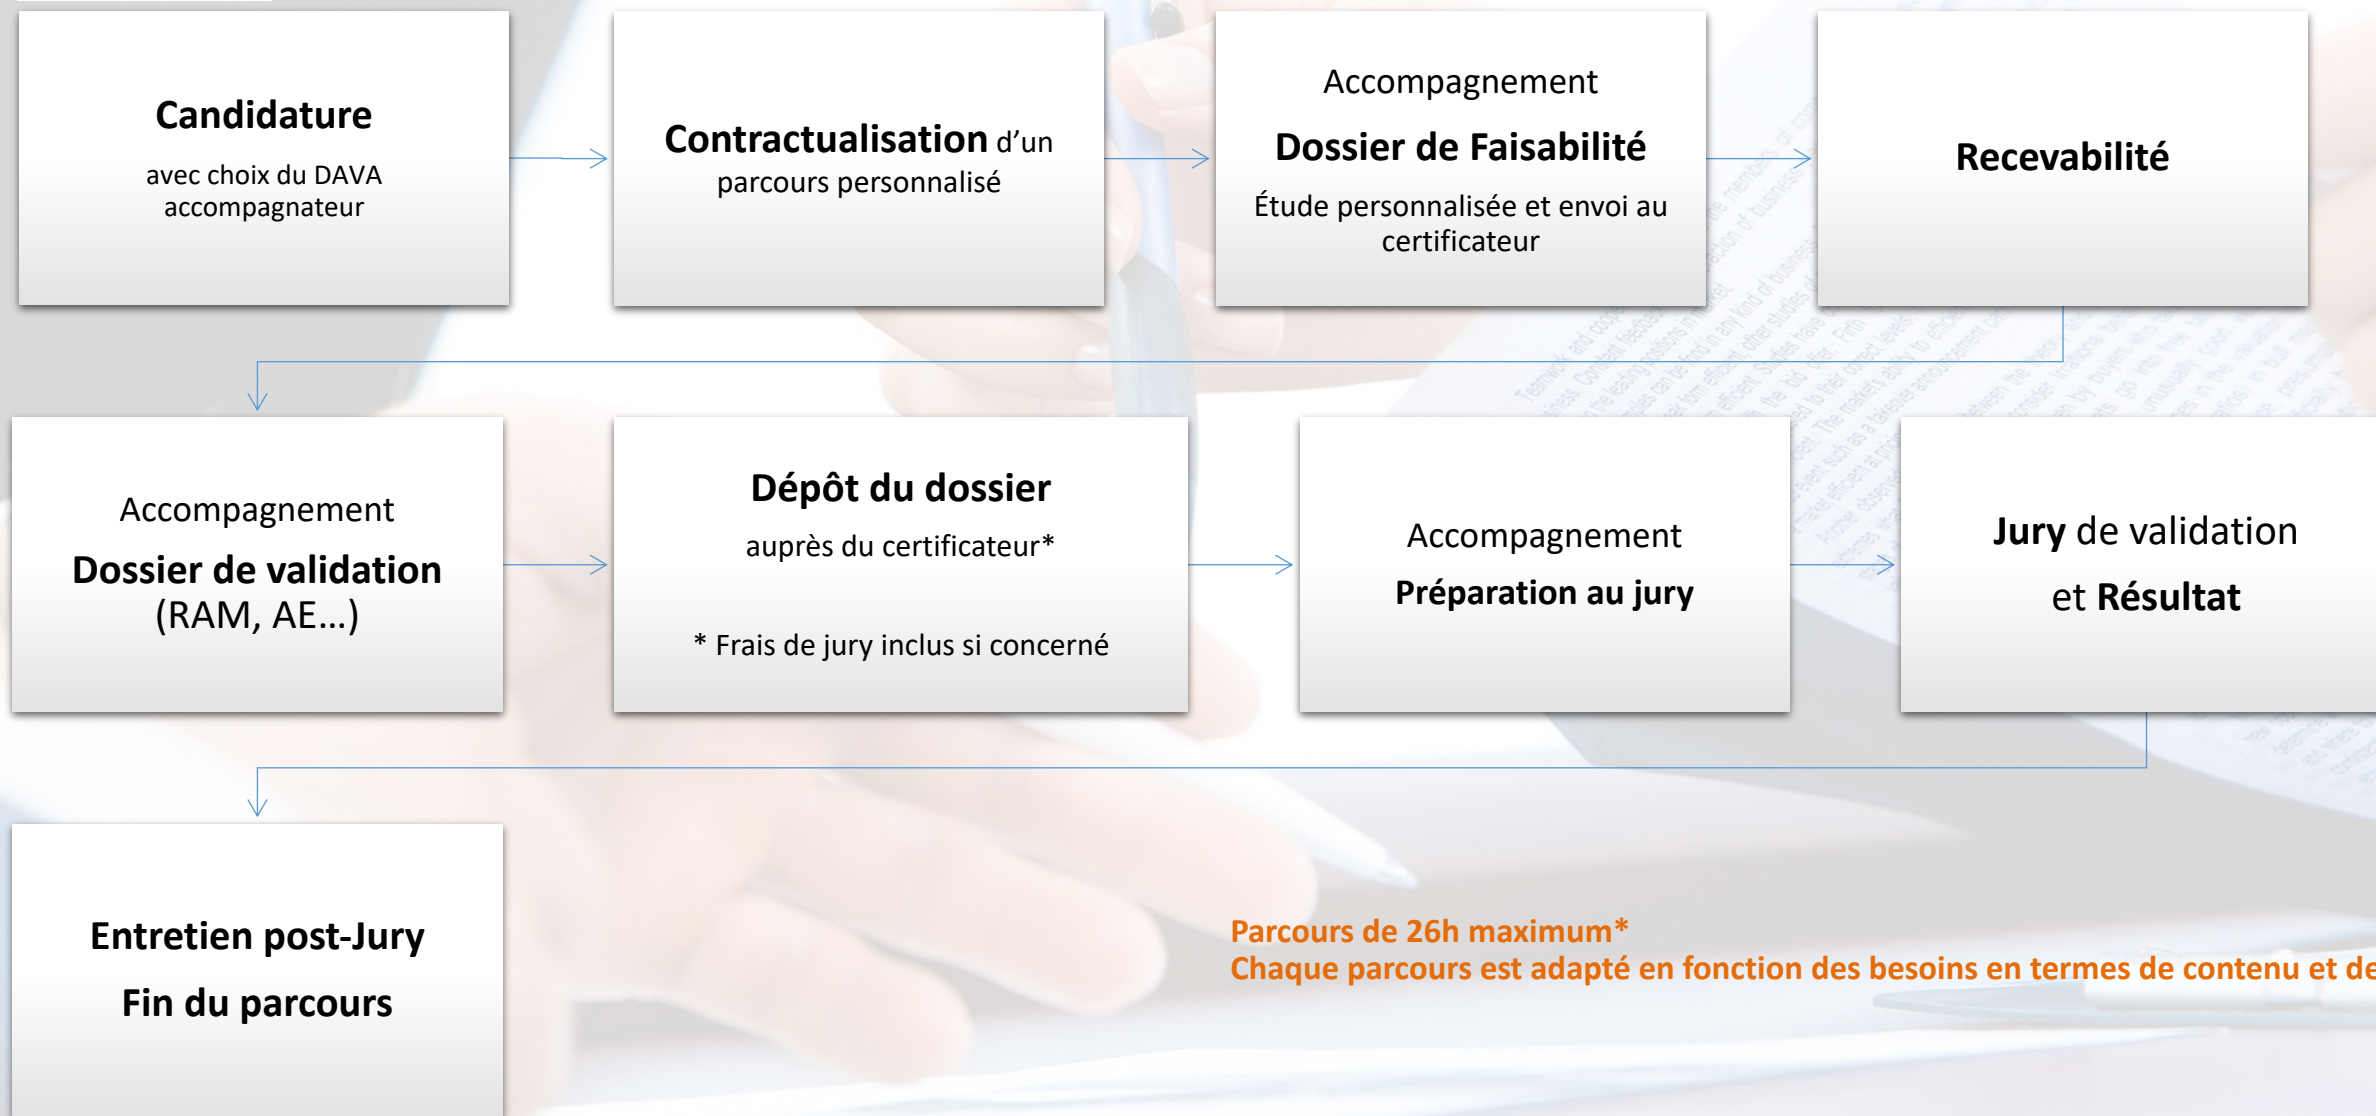 Candidature
avec choix du DAVA
accompagnateur
Contractualisation d’un
parcours personnalisé
Accompagnement
Dossier de Faisabilité
Étude personnalisée et envoi au
certificateur
Recevabilité
Accompagnement
Dossier de validation
(RAM, AE…)
Dépôt du dossier
auprès du certificateur*
* Frais de jury inclus si concerné
Accompagnement
Préparation au jury
Jury de validation
et Résultat
Entretien post-Jury
Fin du parcours
Parcours de 26h maximum*
Chaque parcours est adapté en fonction des besoins en termes de contenu et de